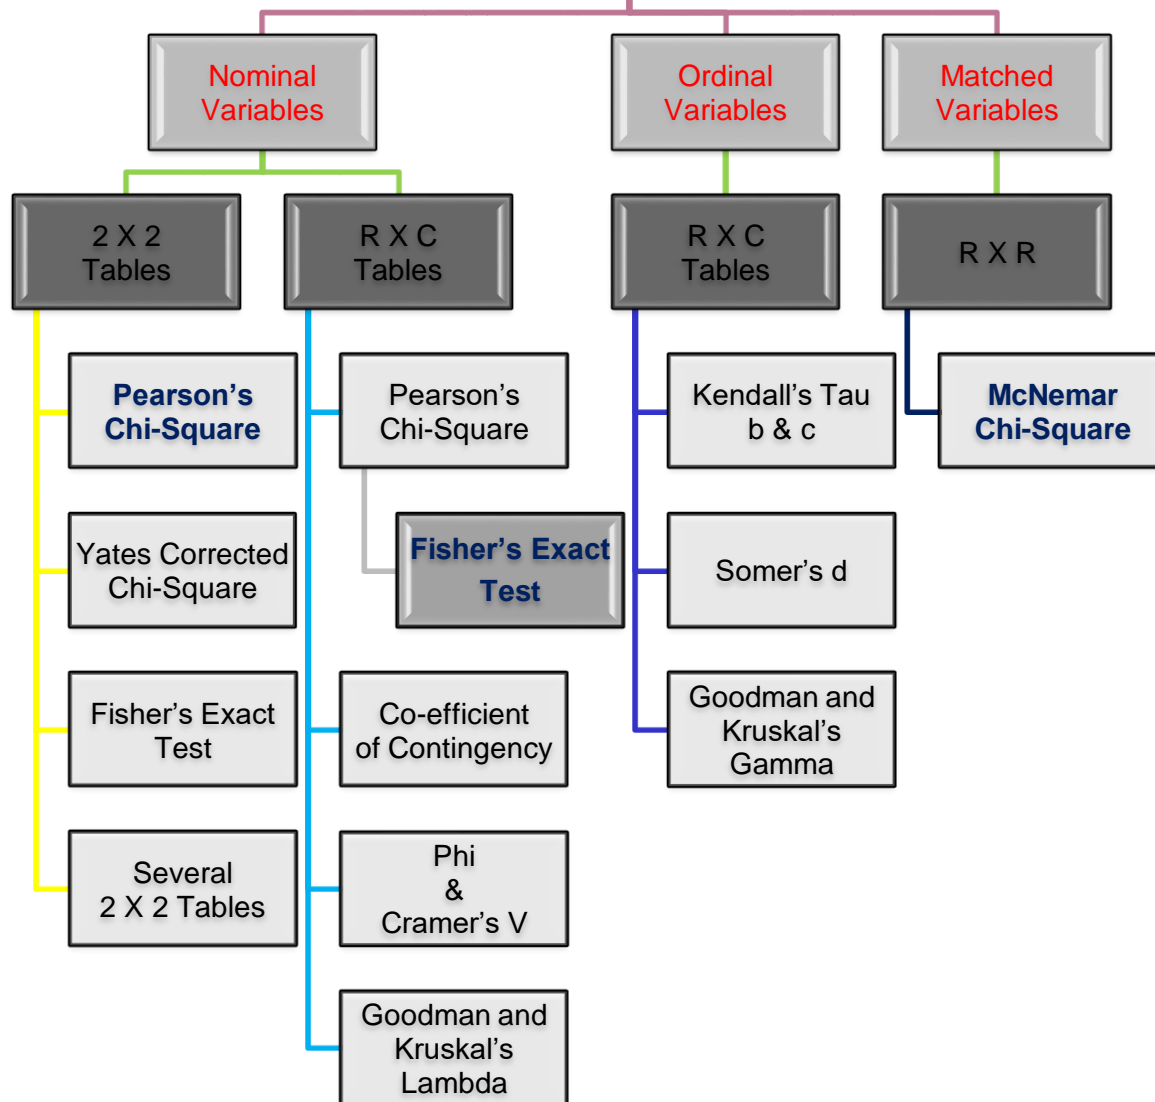 Nominal
Variables
Ordinal
Variables
Matched
Variables
2 X 2
Tables
R X C
Tables
R X C
Tables
R X R
Pearson’s
Chi-Square
Pearson’s
Chi-Square
Kendall’s Tau
b & c
McNemar
Chi-Square
Yates Corrected
Chi-Square
Fisher’s Exact
Test
Somer’s d
Fisher’s Exact
Test
Co-efficient
of Contingency
Goodman and
Kruskal’s
Gamma
Several
2 X 2 Tables
Phi
&
Cramer’s V
Goodman and
Kruskal’s
Lambda